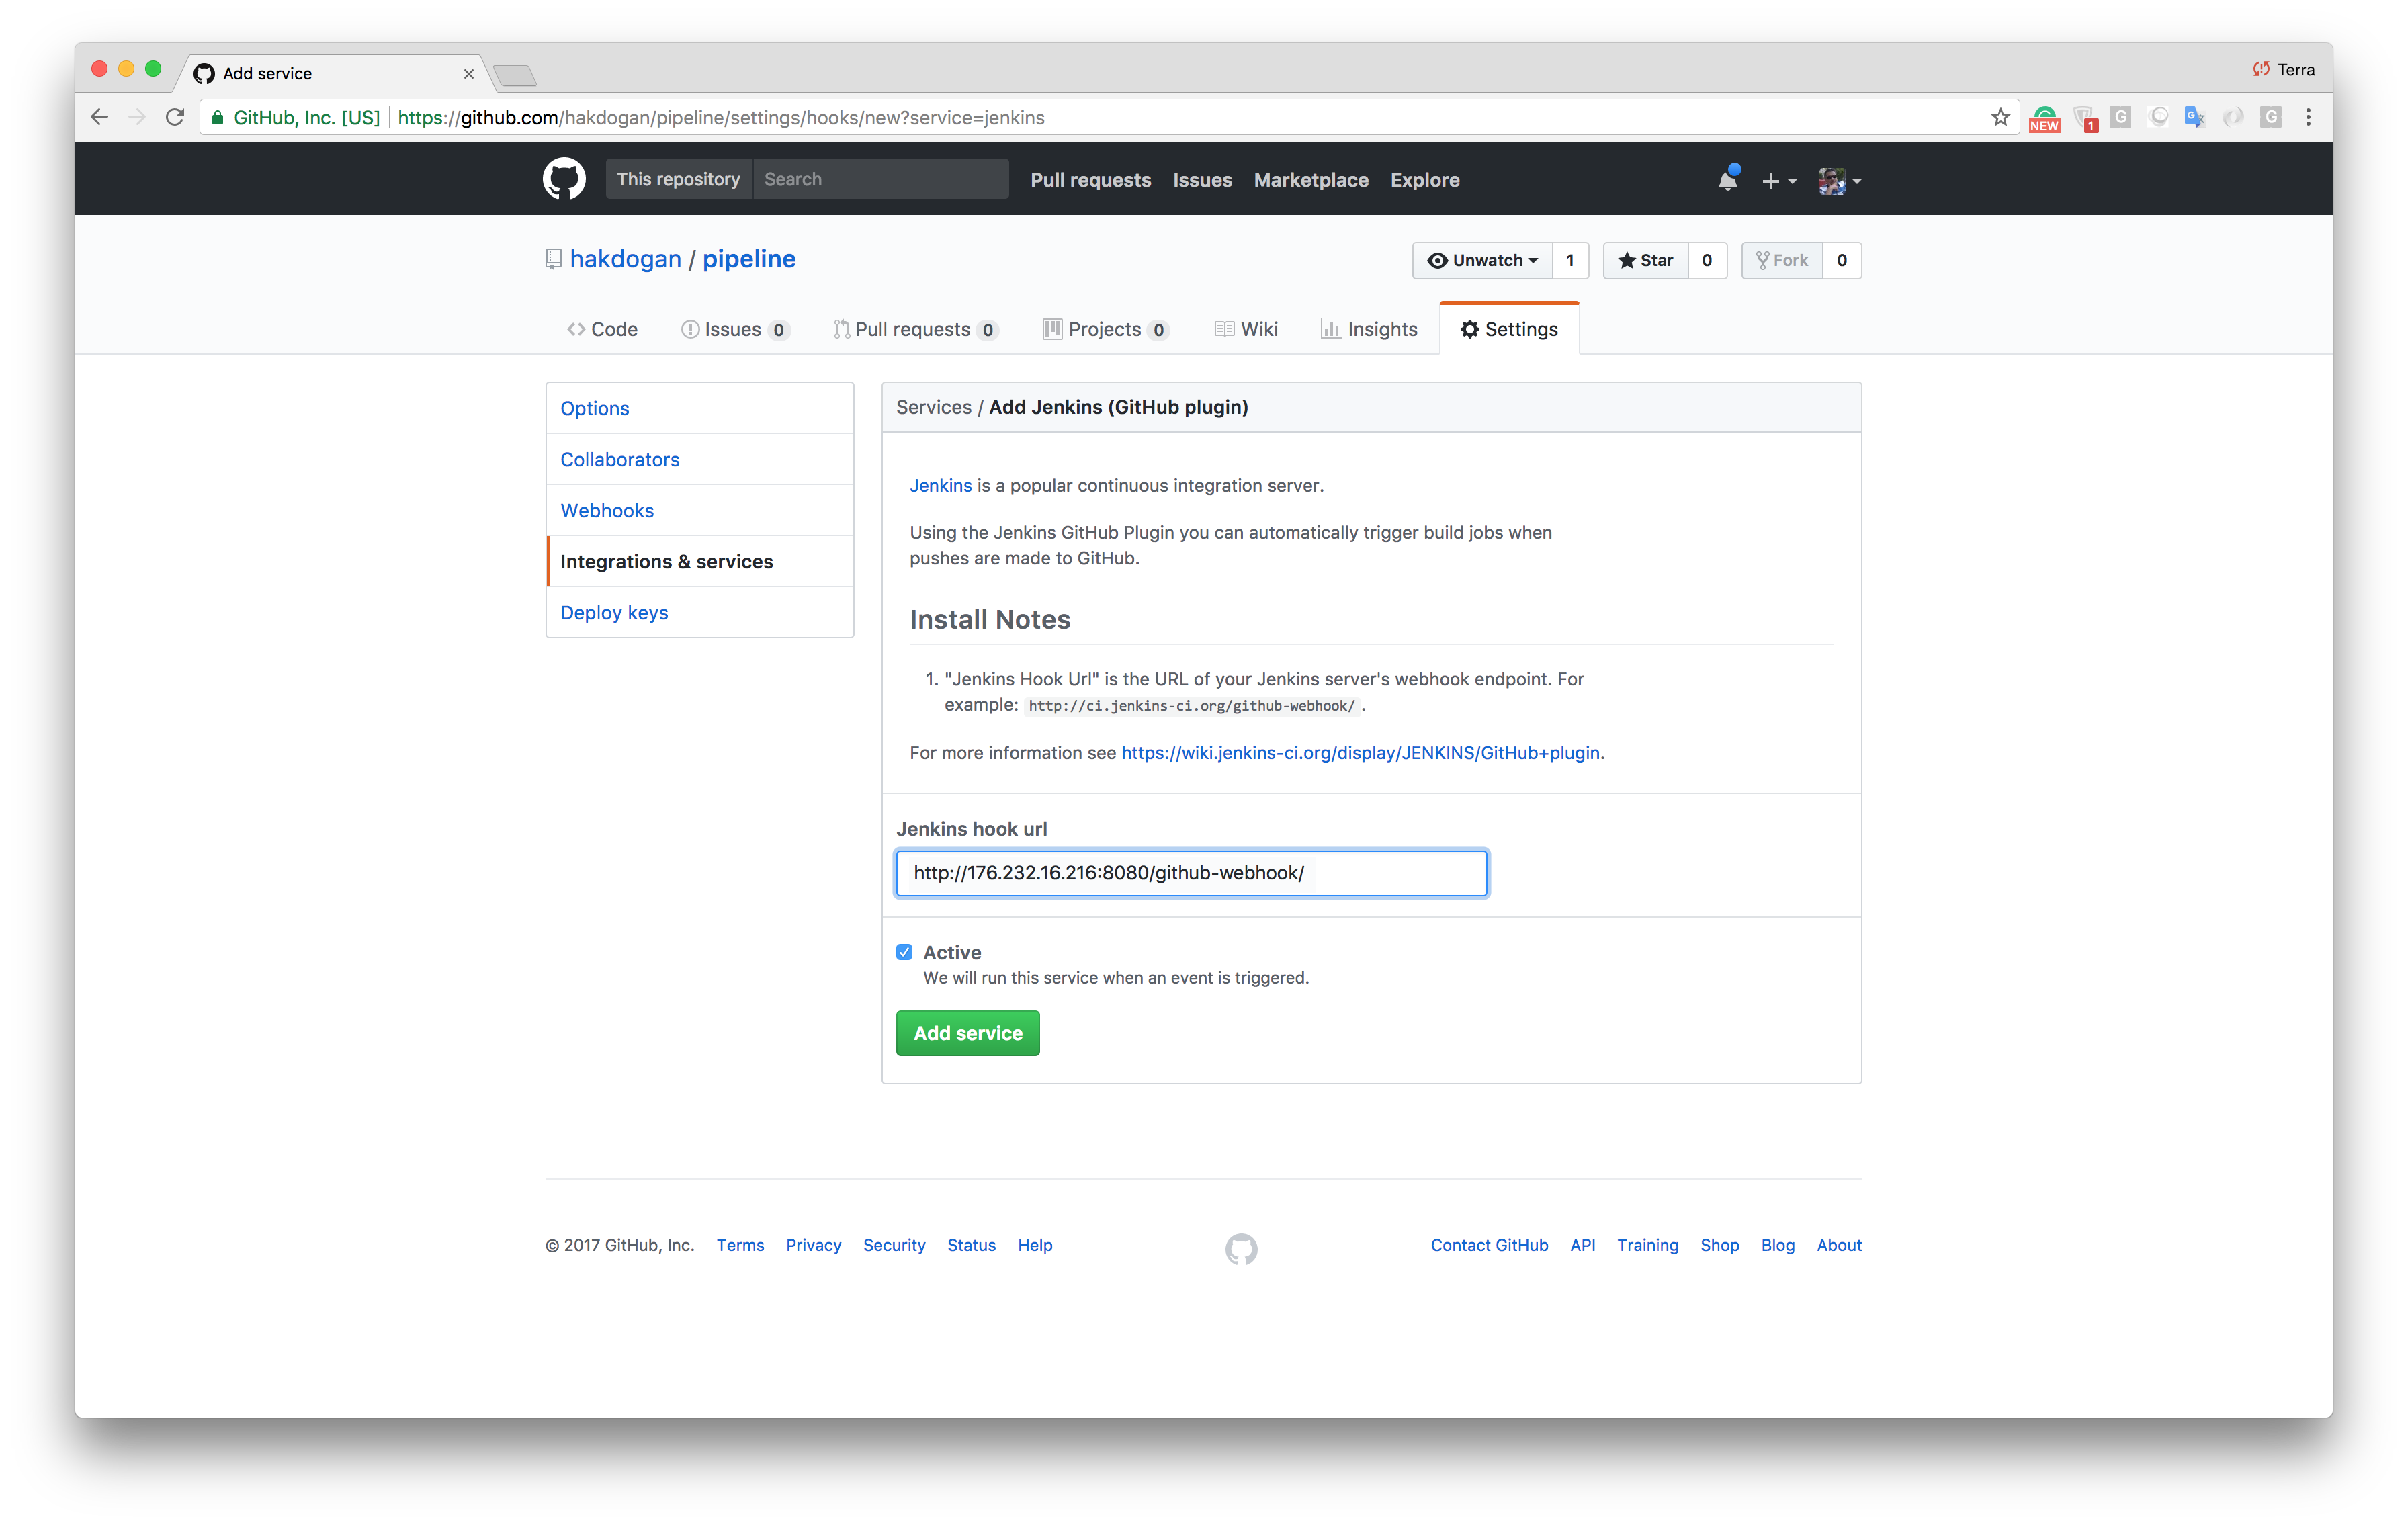 Add service
Terra
GitHub, Inc. [US] https://github.com/hakdogan/pipeline/settings/hooks/new?service=jenkins
NEW 1 G G G
This repository Search Pull requests Issues Marketplace Explore
hakdogan / pipeline
Unwatch 1 Star 0 Fork 0
Code Issues 0 Pull requests 0 Projects 0 Wiki Insights Settings
Options
Collaborators
Webhooks
Integrations & services
Deploy keys
Services / Add Jenkins (GitHub plugin)
Jenkins is a popular continuous integration server.
Using the Jenkins GitHub Plugin you can automatically trigger build jobs when
pushes are made to GitHub.
Install Notes
1. "Jenkins Hook Url" is the URL of your Jenkins server's webhook endpoint. For
example: http://ci.jenkins-ci.org/github-webhook/ .
For more information see https://wiki.jenkins-ci.org/display/JENKINS/GitHub+plugin.
Jenkins hook url
http://176.232.16.216:8080/github-webhook/
Active
We will run this service when an event is triggered.
Add service
© 2017 GitHub, Inc. Terms Privacy Security Status Help
Contact GitHub API Training Shop Blog About